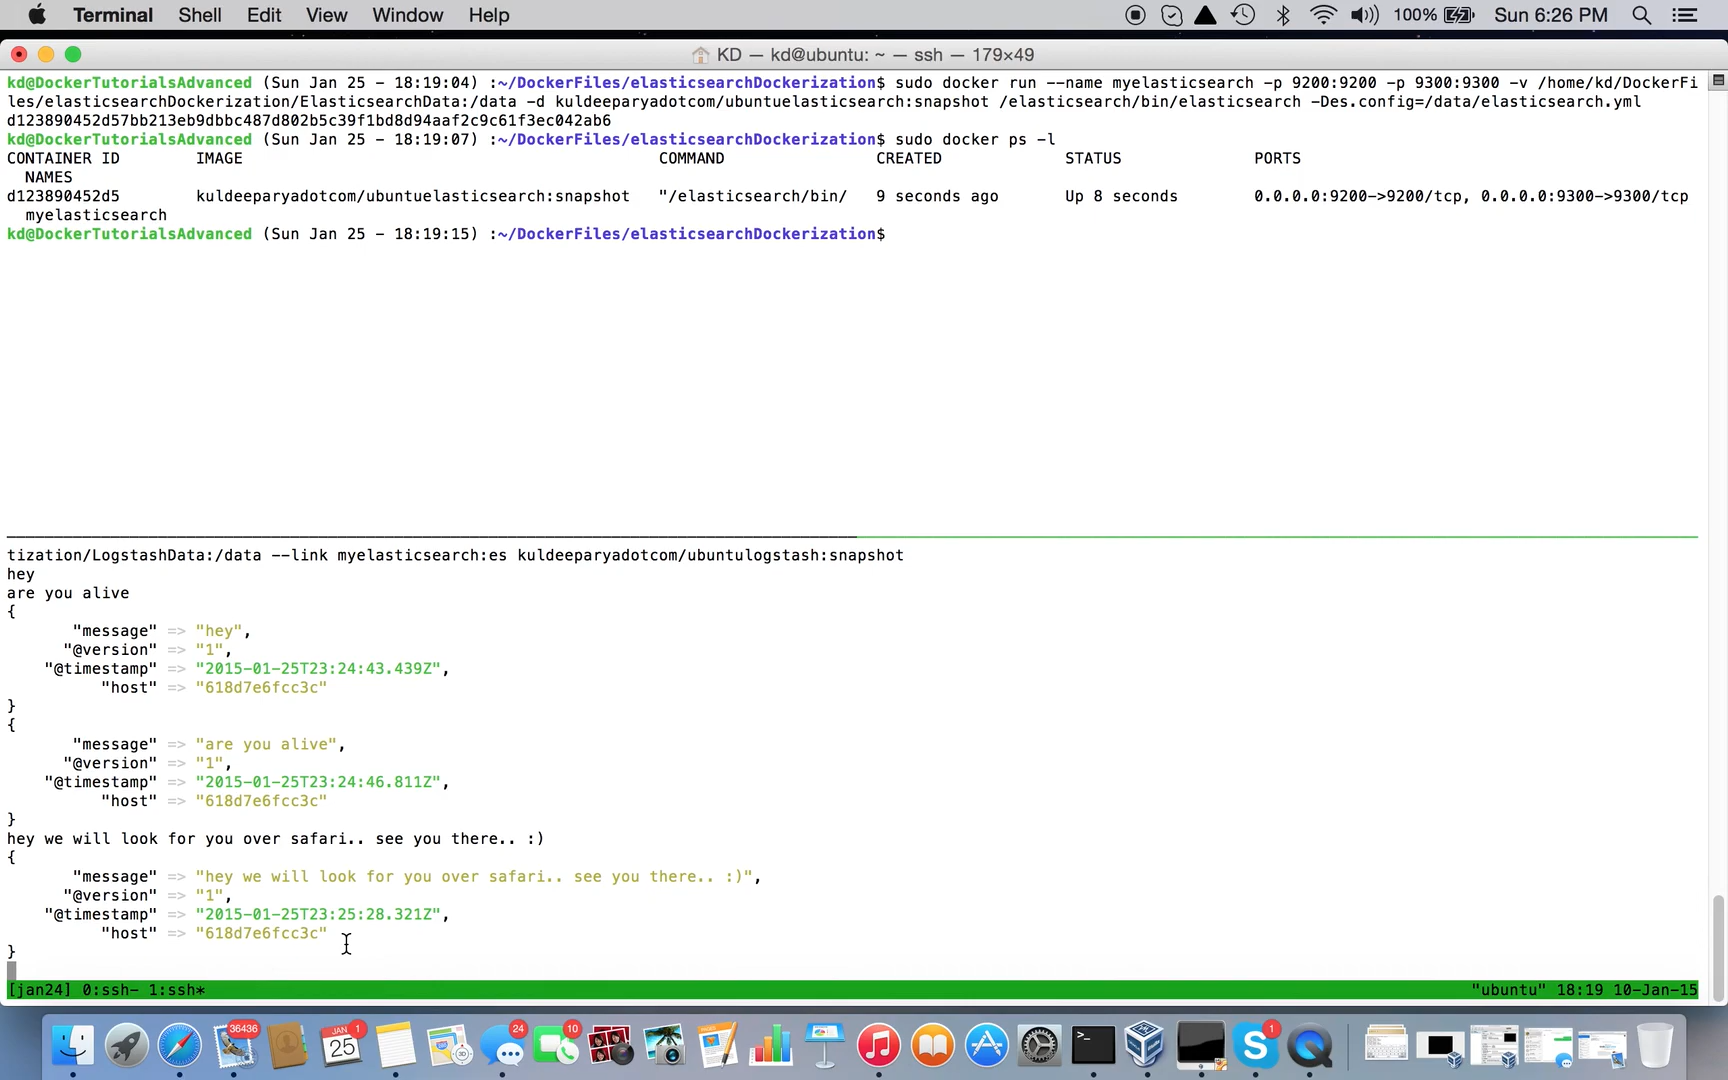 Terminal Shell Edit View Window Help 100% Sun 6:26 PM
KD — kd@ubuntu: ~ — ssh — 179×49
kd@DockerTutorialsAdvanced (Sun Jan 25 - 18:19:04) :~/DockerFiles/elasticsearchDockerization$ sudo docker run --name myelasticsearch -p 9200:9200 -p 9300:9300 -v /home/kd/DockerFi
les/elasticsearchDockerization/ElasticsearchData:/data -d kuldeeparyadotcom/ubuntuelasticsearch:snapshot /elasticsearch/bin/elasticsearch -Des.config=/data/elasticsearch.yml
d123890452d57bb213eb9dbbc487d802b5c39f1bd8d94aaf2c9c61f3ec042ab6
kd@DockerTutorialsAdvanced (Sun Jan 25 - 18:19:07) :~/DockerFiles/elasticsearchDockerization$ sudo docker ps -l
CONTAINER ID IMAGE COMMAND CREATED STATUS PORTS
NAMES
d123890452d5 kuldeeparyadotcom/ubuntuelasticsearch:snapshot "/elasticsearch/bin/ 9 seconds ago Up 8 seconds 0.0.0.0:9200->9200/tcp, 0.0.0.0:9300->9300/tcp
myelasticsearch
kd@DockerTutorialsAdvanced (Sun Jan 25 - 18:19:15) :~/DockerFiles/elasticsearchDockerization$
tization/LogstashData:/data --link myelasticsearch:es kuldeeparyadotcom/ubuntulogstash:snapshot
hey
are you alive
{
"message" => "hey",
"@version" => "1",
"@timestamp" => "2015-01-25T23:24:43.439Z",
"host" => "618d7e6fcc3c"
}
{
"message" => "are you alive",
"@version" => "1",
"@timestamp" => "2015-01-25T23:24:46.811Z",
"host" => "618d7e6fcc3c"
}
hey we will look for you over safari.. see you there.. :)
{
"message" => "hey we will look for you over safari.. see you there.. :)",
"@version" => "1",
"@timestamp" => "2015-01-25T23:25:28.321Z",
"host" => "618d7e6fcc3c"
}
[jan24] 0:ssh- 1:ssh* "ubuntu" 18:19 10-Jan-15
36436 JAN 1 25 24 10 1